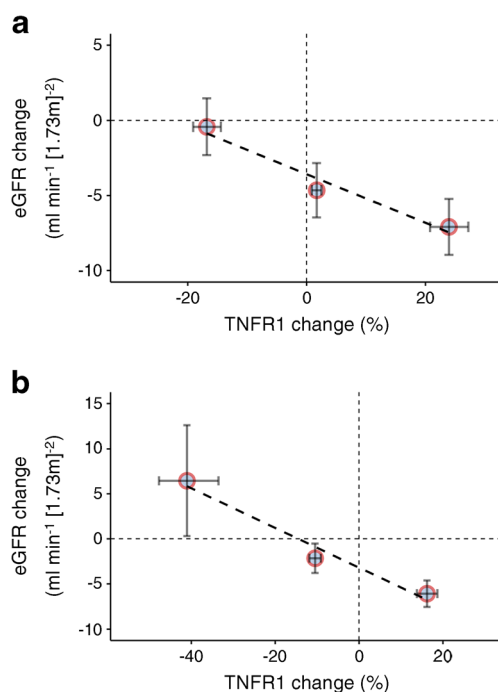 a
5
0
-5
-10
eGFR change
(ml min⁻¹ [1.73m]⁻²)
-20
0
20
TNFR1 change (%)
b
15
10
5
0
-5
-10
eGFR change
(ml min⁻¹ [1.73m]⁻²)
-40
-20
0
20
TNFR1 change (%)